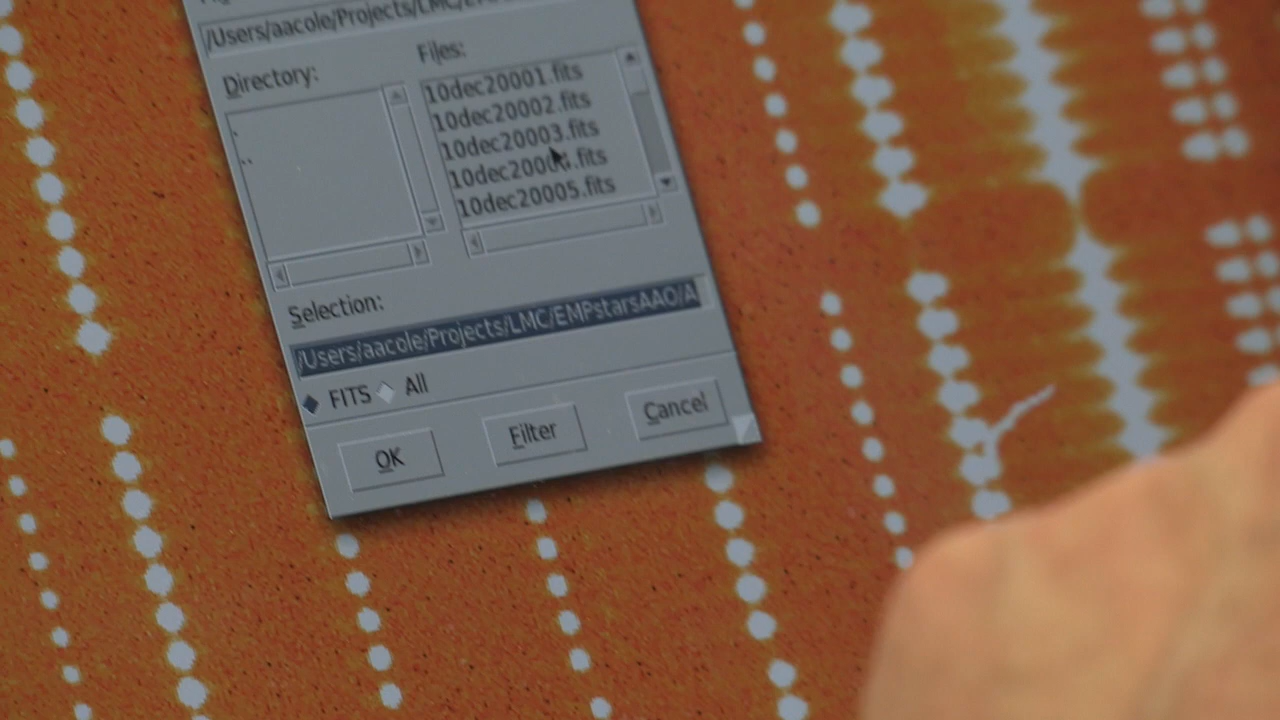 /Users/aacole/Projects/LMC/
Directory:
.
..
Files:
10dec20001.fits
10dec20002.fits
10dec20003.fits
10dec20005.fits
Selection:
/Users/aacole/Projects/LMC/EMPstarsAAO/A
FITS All
OK Filter Cancel